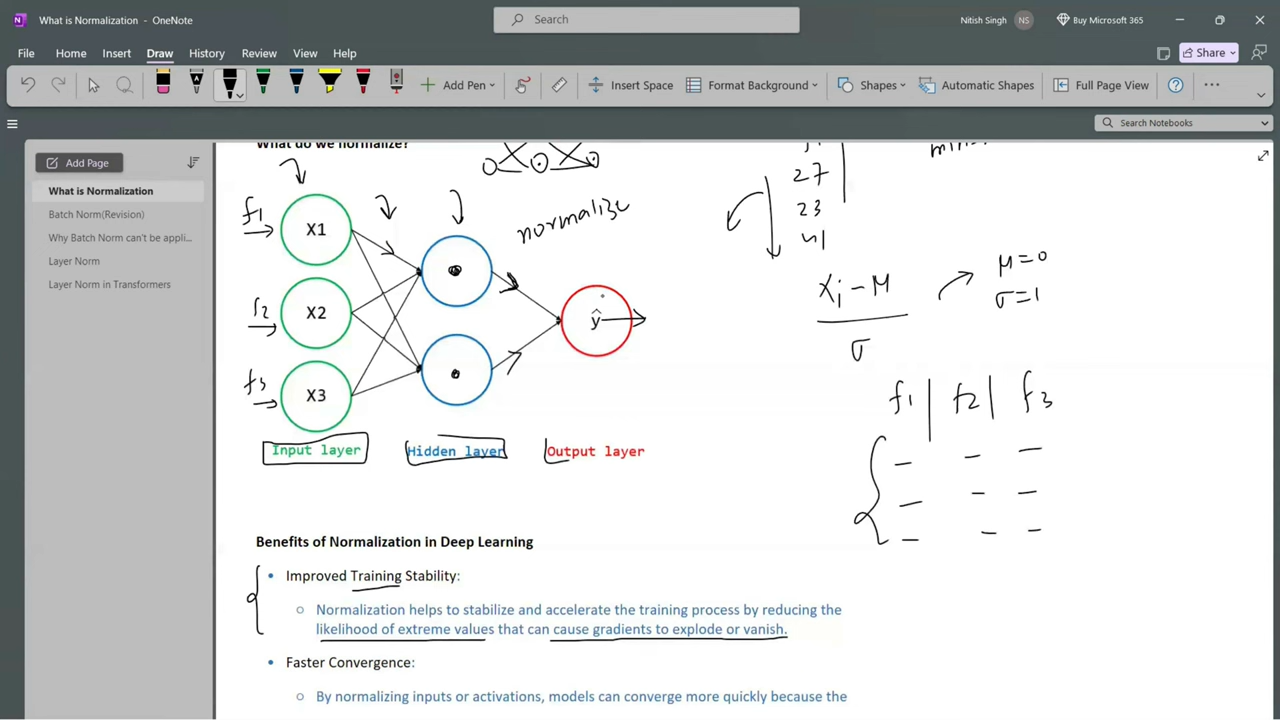 What is Normalization - OneNote
Search
Nitish Singh NS
Buy Microsoft 365
File Home Insert Draw History Review View Help
Share
Add Pen
Insert Space
Format Background
Shapes
Automatic Shapes
Full Page View
Search Notebooks
Add Page
What is Normalization
Batch Norm(Revision)
Why Batch Norm can't be appli...
Layer Norm
Layer Norm in Transformers
What do we normalize?
f1
X1
f2
X2
f3
X3
normalize
ŷ
Input layer
Hidden layer
Output layer
27
23
41
Xi - μ
σ
μ=0
σ=1
f1 | f2 | f3
Benefits of Normalization in Deep Learning
• Improved Training Stability:
○ Normalization helps to stabilize and accelerate the training process by reducing the
likelihood of extreme values that can cause gradients to explode or vanish.
• Faster Convergence:
○ By normalizing inputs or activations, models can converge more quickly because the